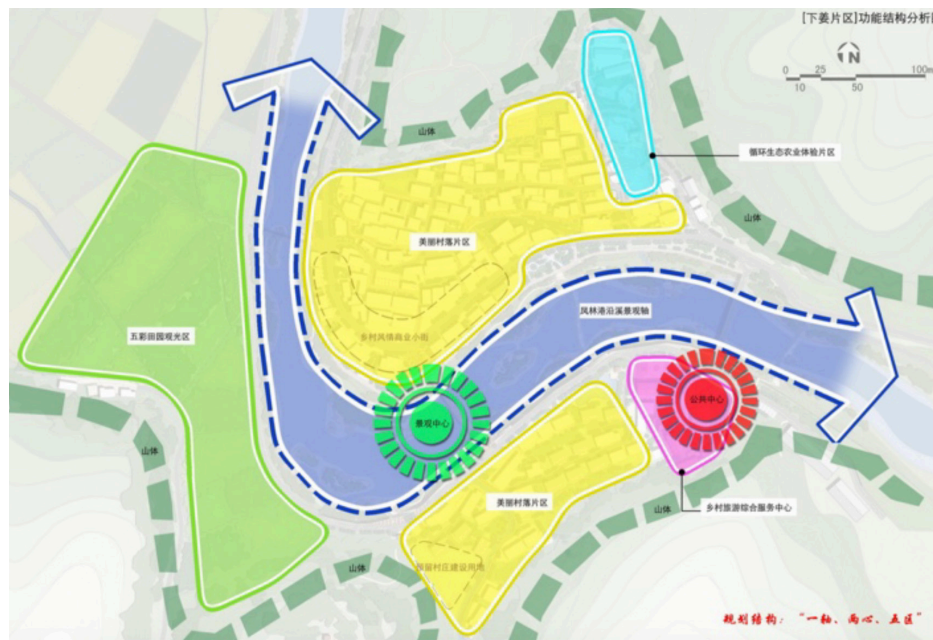 [下姜片区]功能结构分析
N
0 25 100m
10 50
山体
循环生态农业体验片区
山体
美丽村落片区
凤林港沿溪景观轴
五彩田园观光区
乡村风情商业小街
公共中心
景观中心
山体
美丽村落片区
乡村旅游综合服务中心
山体
山体
预留村庄建设用地
规划结构：“一轴、两心、五区”